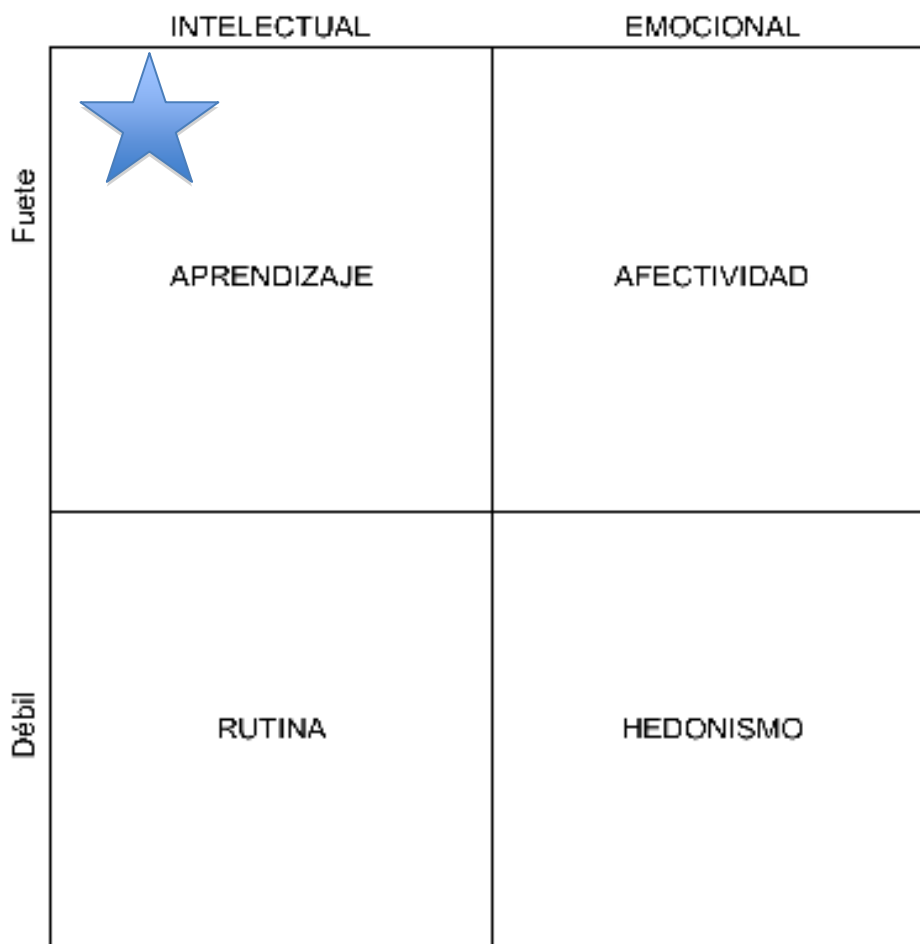 INTELECTUAL EMOCIONAL
Fuete
APRENDIZAJE AFECTIVIDAD
Débil
RUTINA HEDONISMO